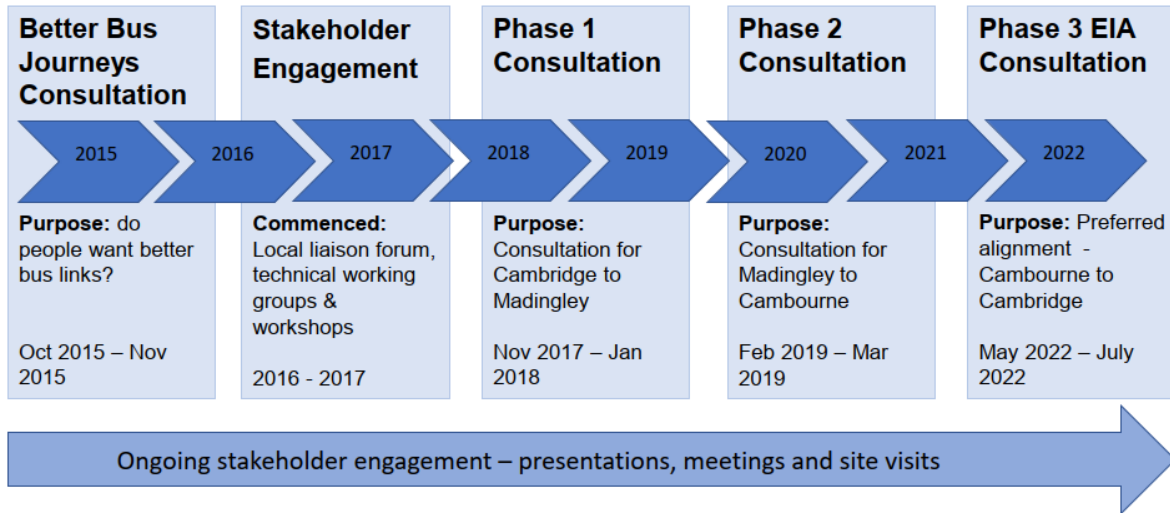 Better Bus
Journeys
Consultation
Stakeholder
Engagement
Phase 1
Consultation
Phase 2
Consultation
Phase 3 EIA
Consultation
2015
2016
2017
2018
2019
2020
2021
2022
Purpose: do
people want better
bus links?
Oct 2015 – Nov
2015
Commenced:
Local liaison forum,
technical working
groups &
workshops
2016 - 2017
Purpose:
Consultation for
Cambridge to
Madingley
Nov 2017 – Jan
2018
Purpose:
Consultation for
Madingley to
Cambourne
Feb 2019 – Mar
2019
Purpose: Preferred
alignment -
Cambourne to
Cambridge
May 2022 – July
2022
Ongoing stakeholder engagement – presentations, meetings and site visits